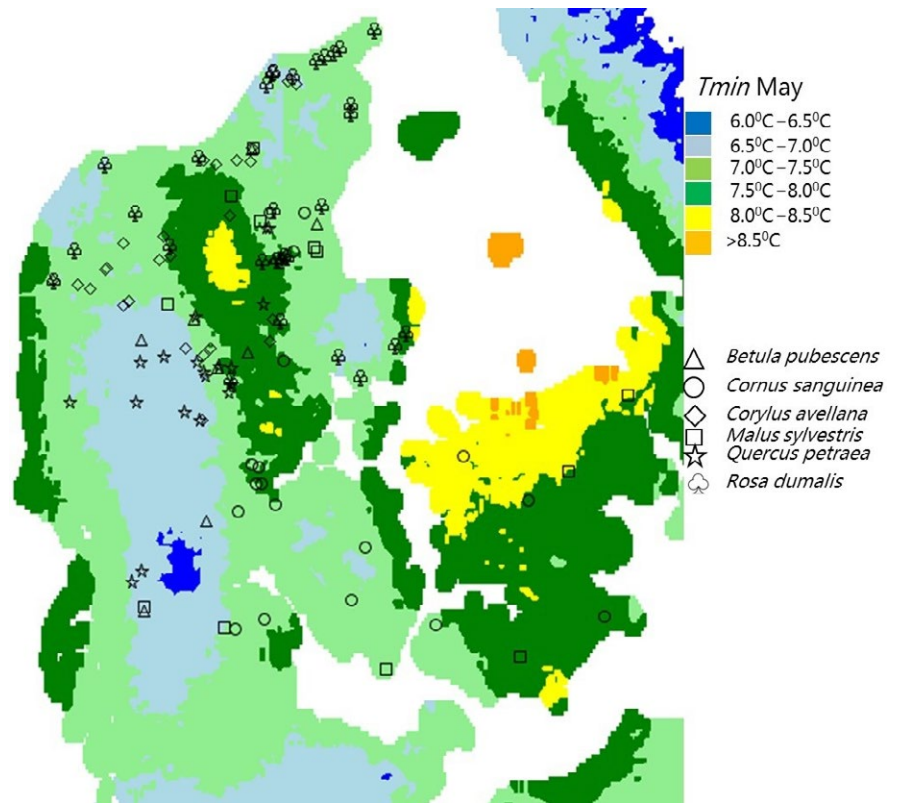 Tmin May
6.0⁰C – 6.5⁰C
6.5⁰C – 7.0⁰C
7.0⁰C – 7.5⁰C
7.5⁰C – 8.0⁰C
8.0⁰C – 8.5⁰C
>8.5⁰C
Betula pubescens
Cornus sanguinea
Corylus avellana
Malus sylvestris
Quercus petraea
Rosa dumalis